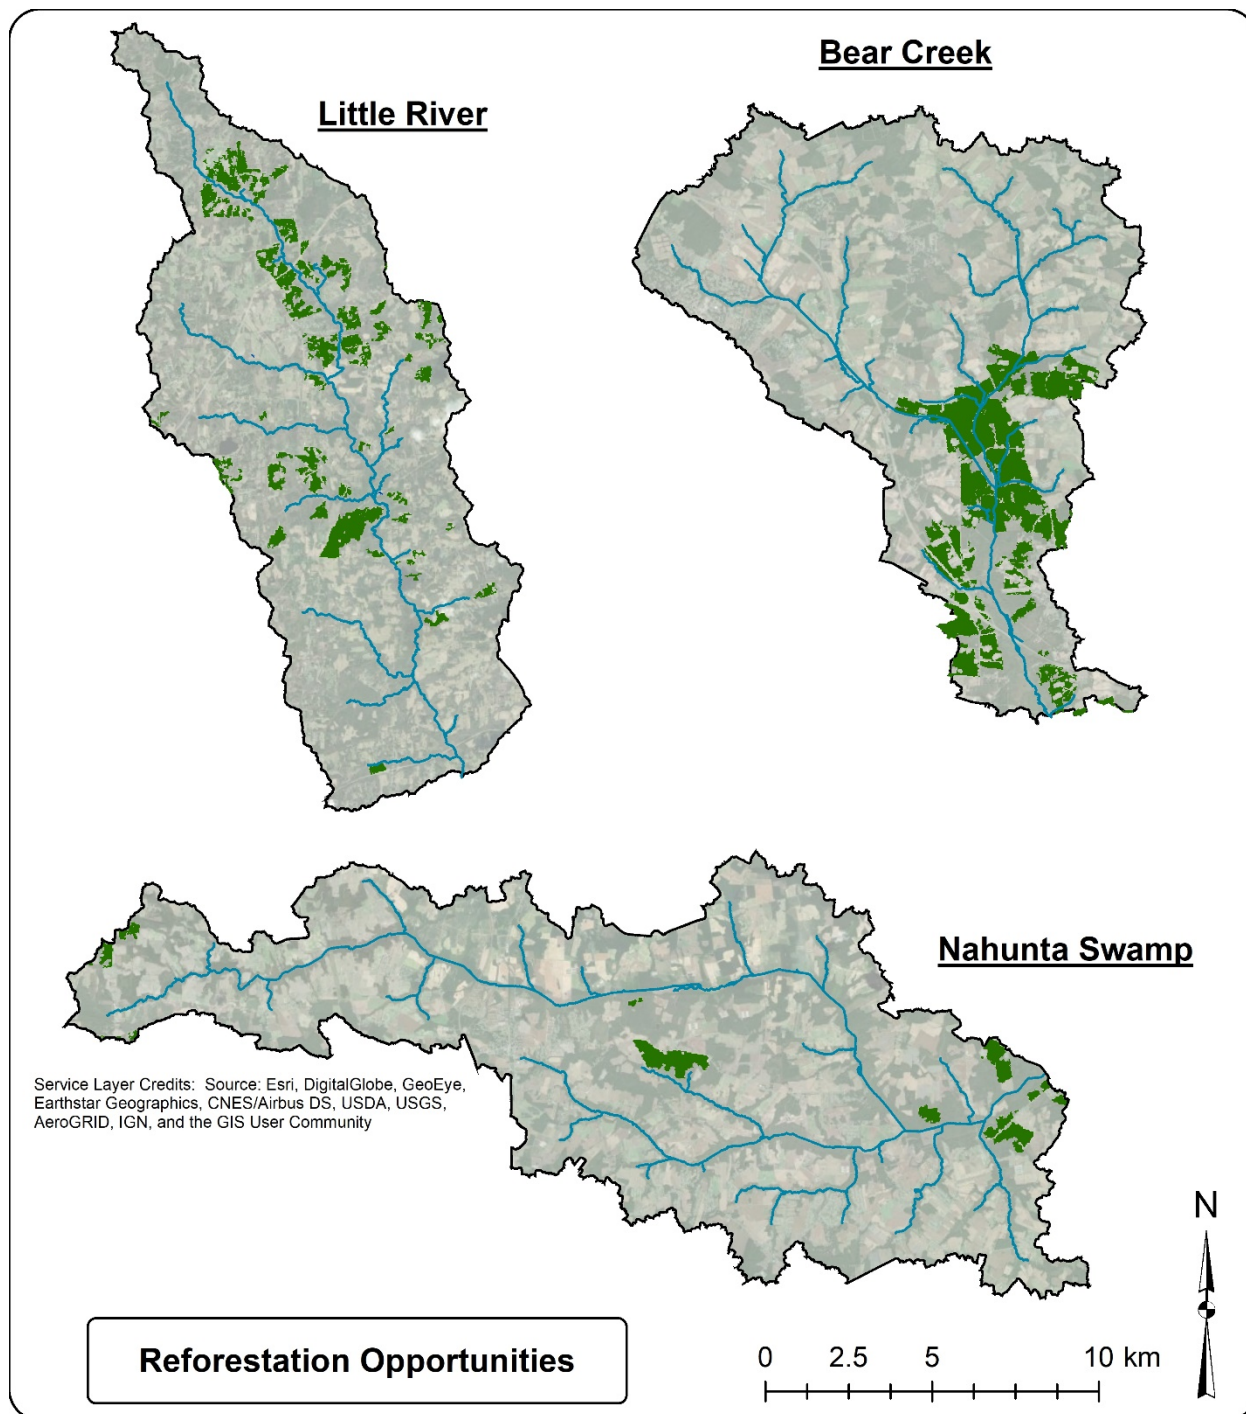 Bear Creek
Little River
Nahunta Swamp
Service Layer Credits:  Source: Esri, DigitalGlobe, GeoEye,
Earthstar Geographics, CNES/Airbus DS, USDA, USGS,
AeroGRID, IGN, and the GIS User Community
N
Reforestation Opportunities
0 2.5 5 10 km